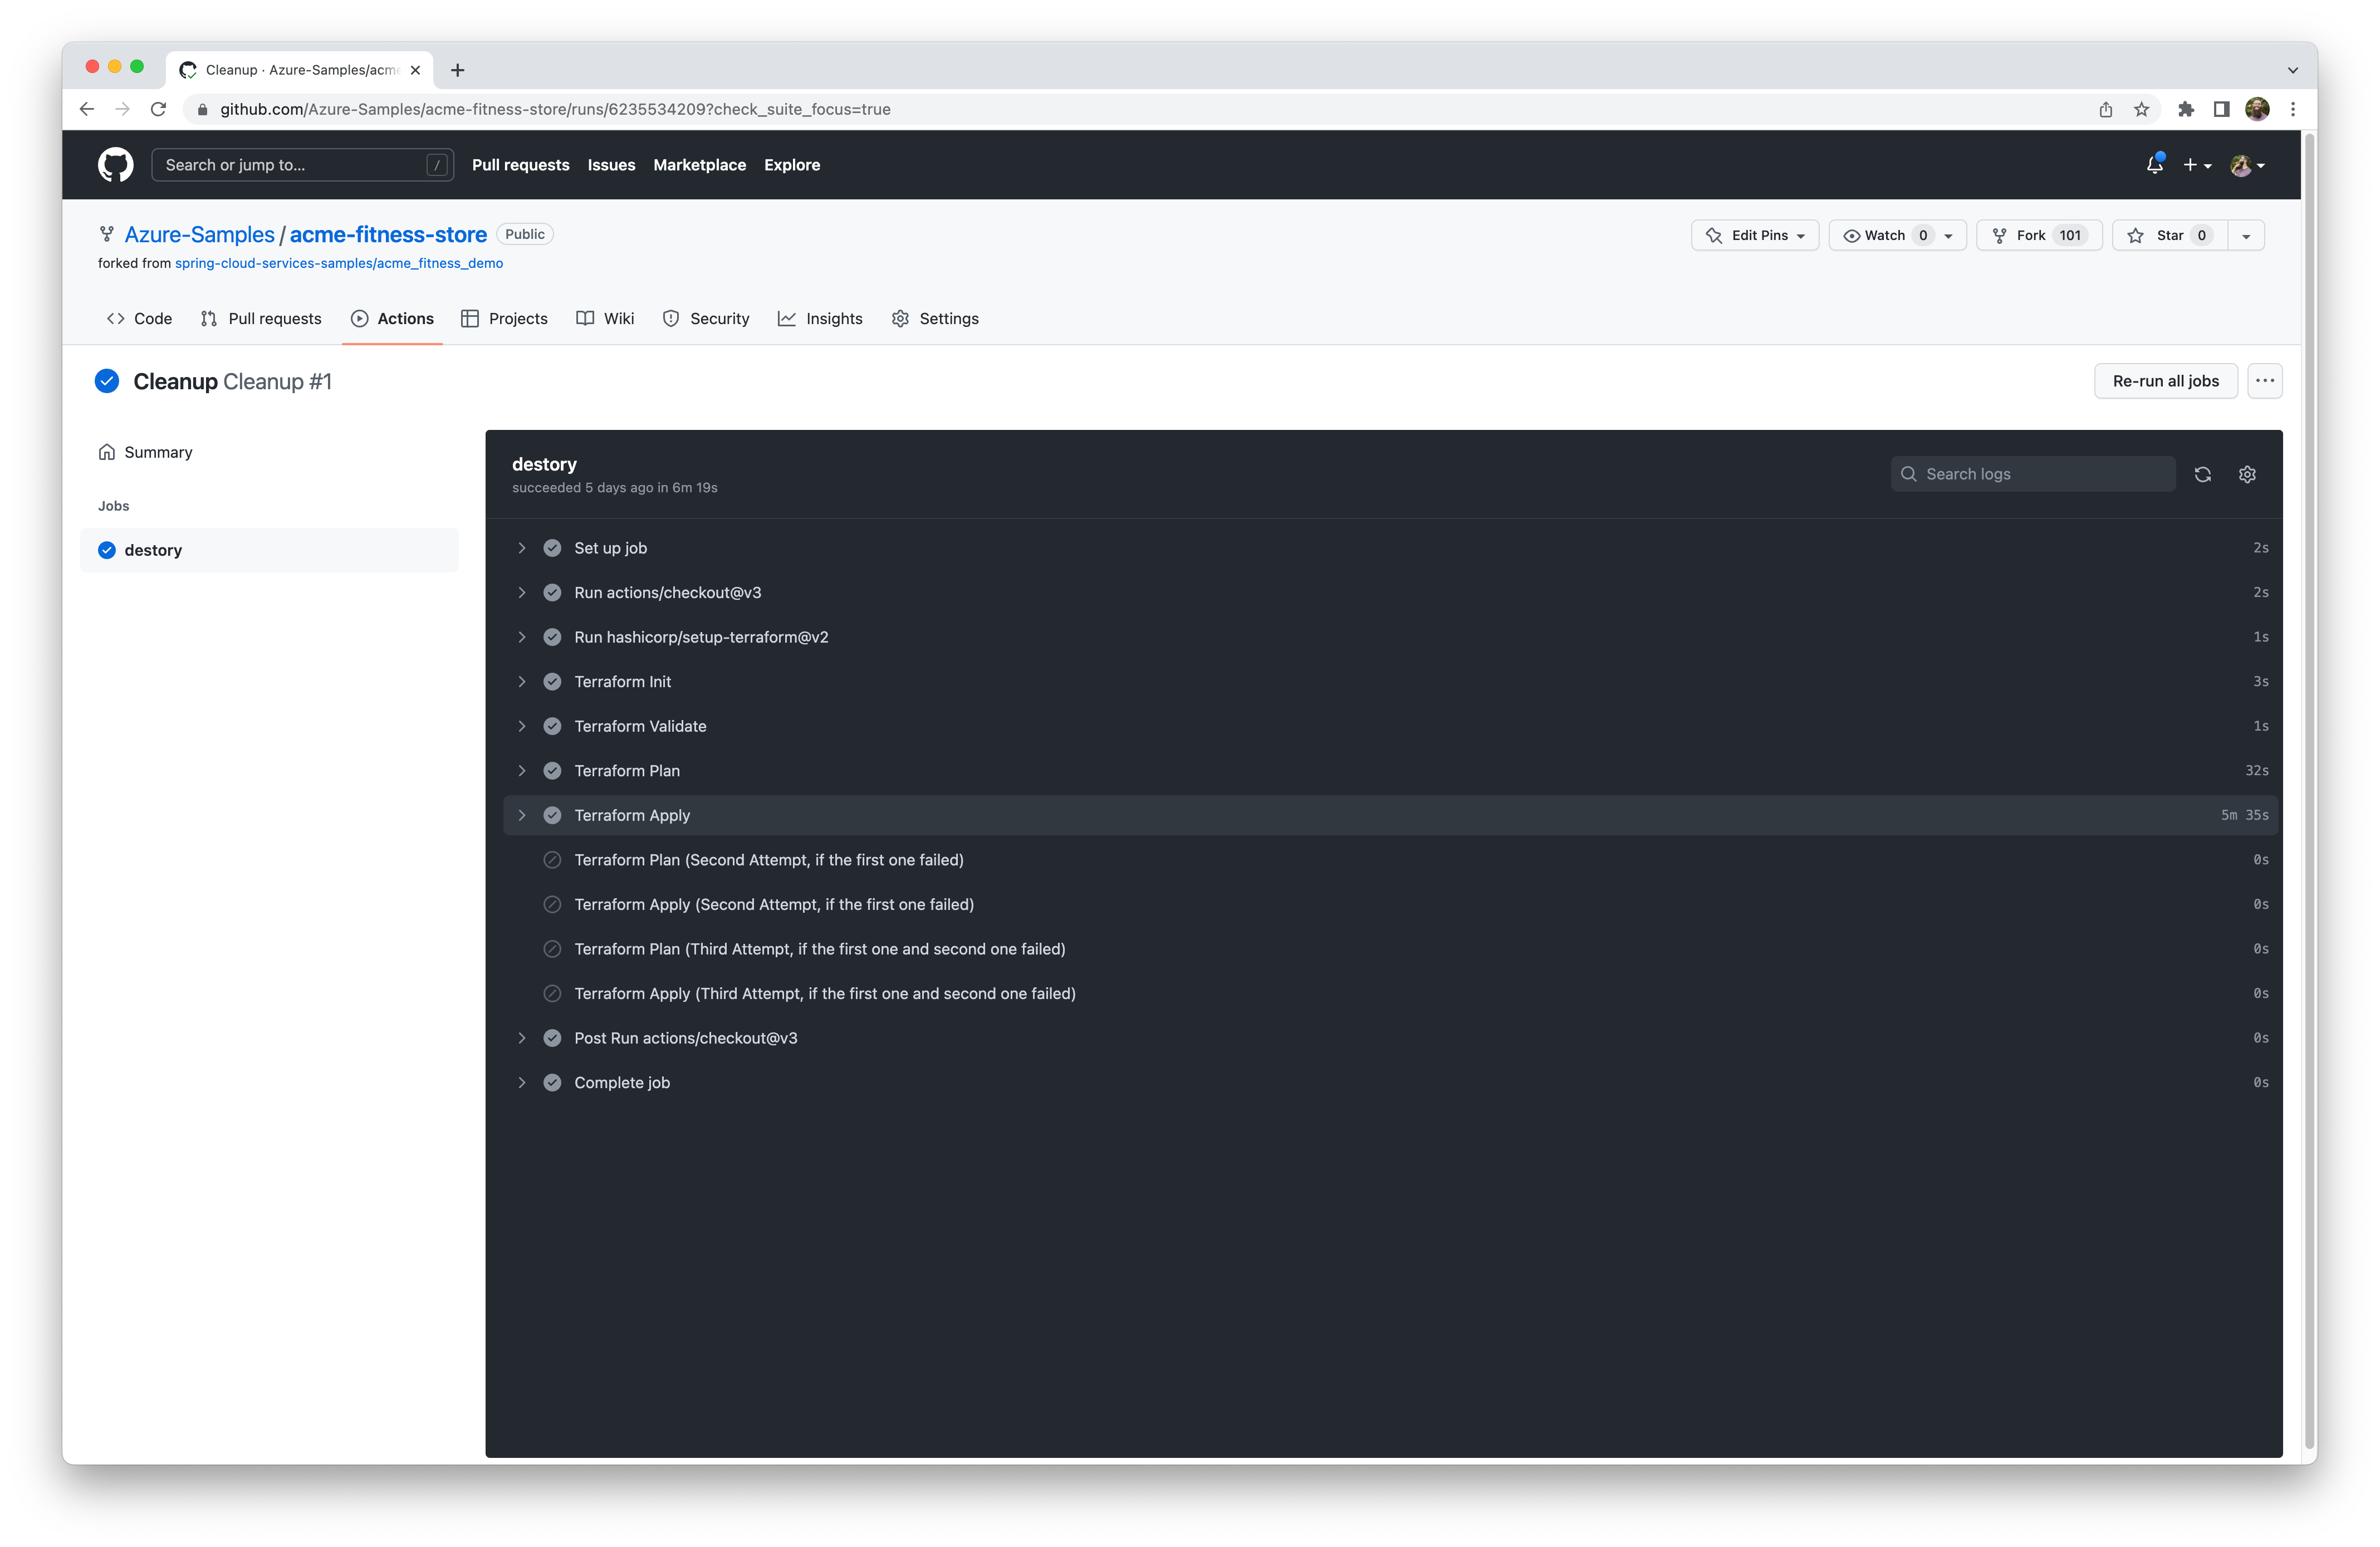 Cleanup · Azure-Samples/acme
github.com/Azure-Samples/acme-fitness-store/runs/6235534209?check_suite_focus=true
Search or jump to... /
Pull requests Issues Marketplace Explore
Azure-Samples / acme-fitness-store Public
Edit Pins Watch 0 Fork 101 Star 0
forked from spring-cloud-services-samples/acme_fitness_demo
Code Pull requests Actions Projects Wiki Security Insights Settings
Cleanup Cleanup #1
Re-run all jobs
Summary
Jobs
destory
destory
succeeded 5 days ago in 6m 19s
Search logs
Set up job 2s
Run actions/checkout@v3 2s
Run hashicorp/setup-terraform@v2 1s
Terraform Init 3s
Terraform Validate 1s
Terraform Plan 32s
Terraform Apply 5m 35s
Terraform Plan (Second Attempt, if the first one failed) 0s
Terraform Apply (Second Attempt, if the first one failed) 0s
Terraform Plan (Third Attempt, if the first one and second one failed) 0s
Terraform Apply (Third Attempt, if the first one and second one failed) 0s
Post Run actions/checkout@v3 0s
Complete job 0s